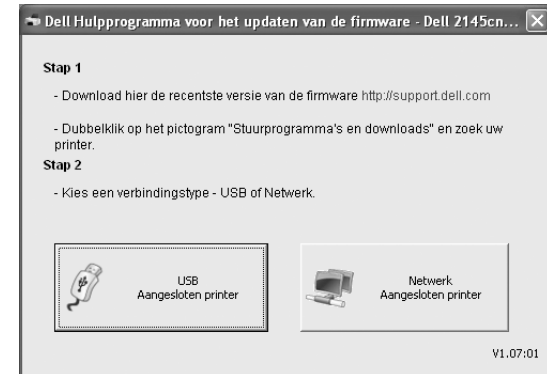 Dell Hulpprogramma voor het updaten van de firmware - Dell 2145cn...
Stap 1
- Download hier de recentste versie van de firmware http://support.dell.com
- Dubbelklik op het pictogram "Stuurprogramma's en downloads" en zoek uw
printer.
Stap 2
- Kies een verbindingstype - USB of Netwerk.
USB
Aangesloten printer
Netwerk
Aangesloten printer
V1.07:01